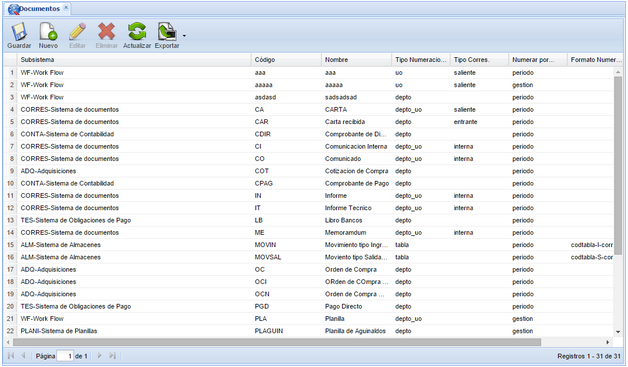 Documentos
Guardar Nuevo Editar Eliminar Actualizar Exportar
Subsistema Código Nombre Tipo Numeracio... Tipo Corres. Numerar por... Formato Numer...
1 WF-Work Flow aaa aaa uo saliente periodo
2 WF-Work Flow aaaaa aaaaa uo saliente gestion
3 WF-Work Flow asdasd sadsadsad depto periodo
4 CORRES-Sistema de documentos CA CARTA depto_uo saliente periodo
5 CORRES-Sistema de documentos CAR Carta recibida depto entrante periodo
6 CONTA-Sistema de Contabilidad CDIR Comprobante de Di... depto periodo
7 CORRES-Sistema de documentos CI Comunicacion Interna depto_uo interna periodo
8 CORRES-Sistema de documentos CO Comunicado depto_uo interna periodo
9 ADQ-Adquisiciones COT Cotizacion de Compra depto periodo
10 CONTA-Sistema de Contabilidad CPAG Comprobante de Pago depto periodo
11 CORRES-Sistema de documentos IN Informe depto_uo interna periodo
12 CORRES-Sistema de documentos IT Informe Tecnico depto_uo interna periodo
13 TES-Sistema de Obligaciones de Pago LB Libro Bancos depto periodo
14 CORRES-Sistema de documentos ME Memoramdum depto_uo interna periodo
15 ALM-Sistema de Almacenes MOVIN Movimiento tipo Ingr... tabla periodo codtabla-I-corr
16 ALM-Sistema de Almacenes MOVSAL Moviento tipo Salida... tabla periodo codtabla-S-cor
17 ADQ-Adquisiciones OC Orden de Compra depto periodo
18 ADQ-Adquisiciones OCI ORden de COmpra ... depto periodo
19 ADQ-Adquisiciones OCN Orden de Compra ... depto periodo
20 TES-Sistema de Obligaciones de Pago PGD Pago Directo depto periodo
21 WF-Work Flow PLA Planilla depto_uo gestion
22 PLANI-Sistema de Planillas PLAGUIN Planilla de Aguinaldos depto gestion
Página 1 de 1 Registros 1 - 31 de 31